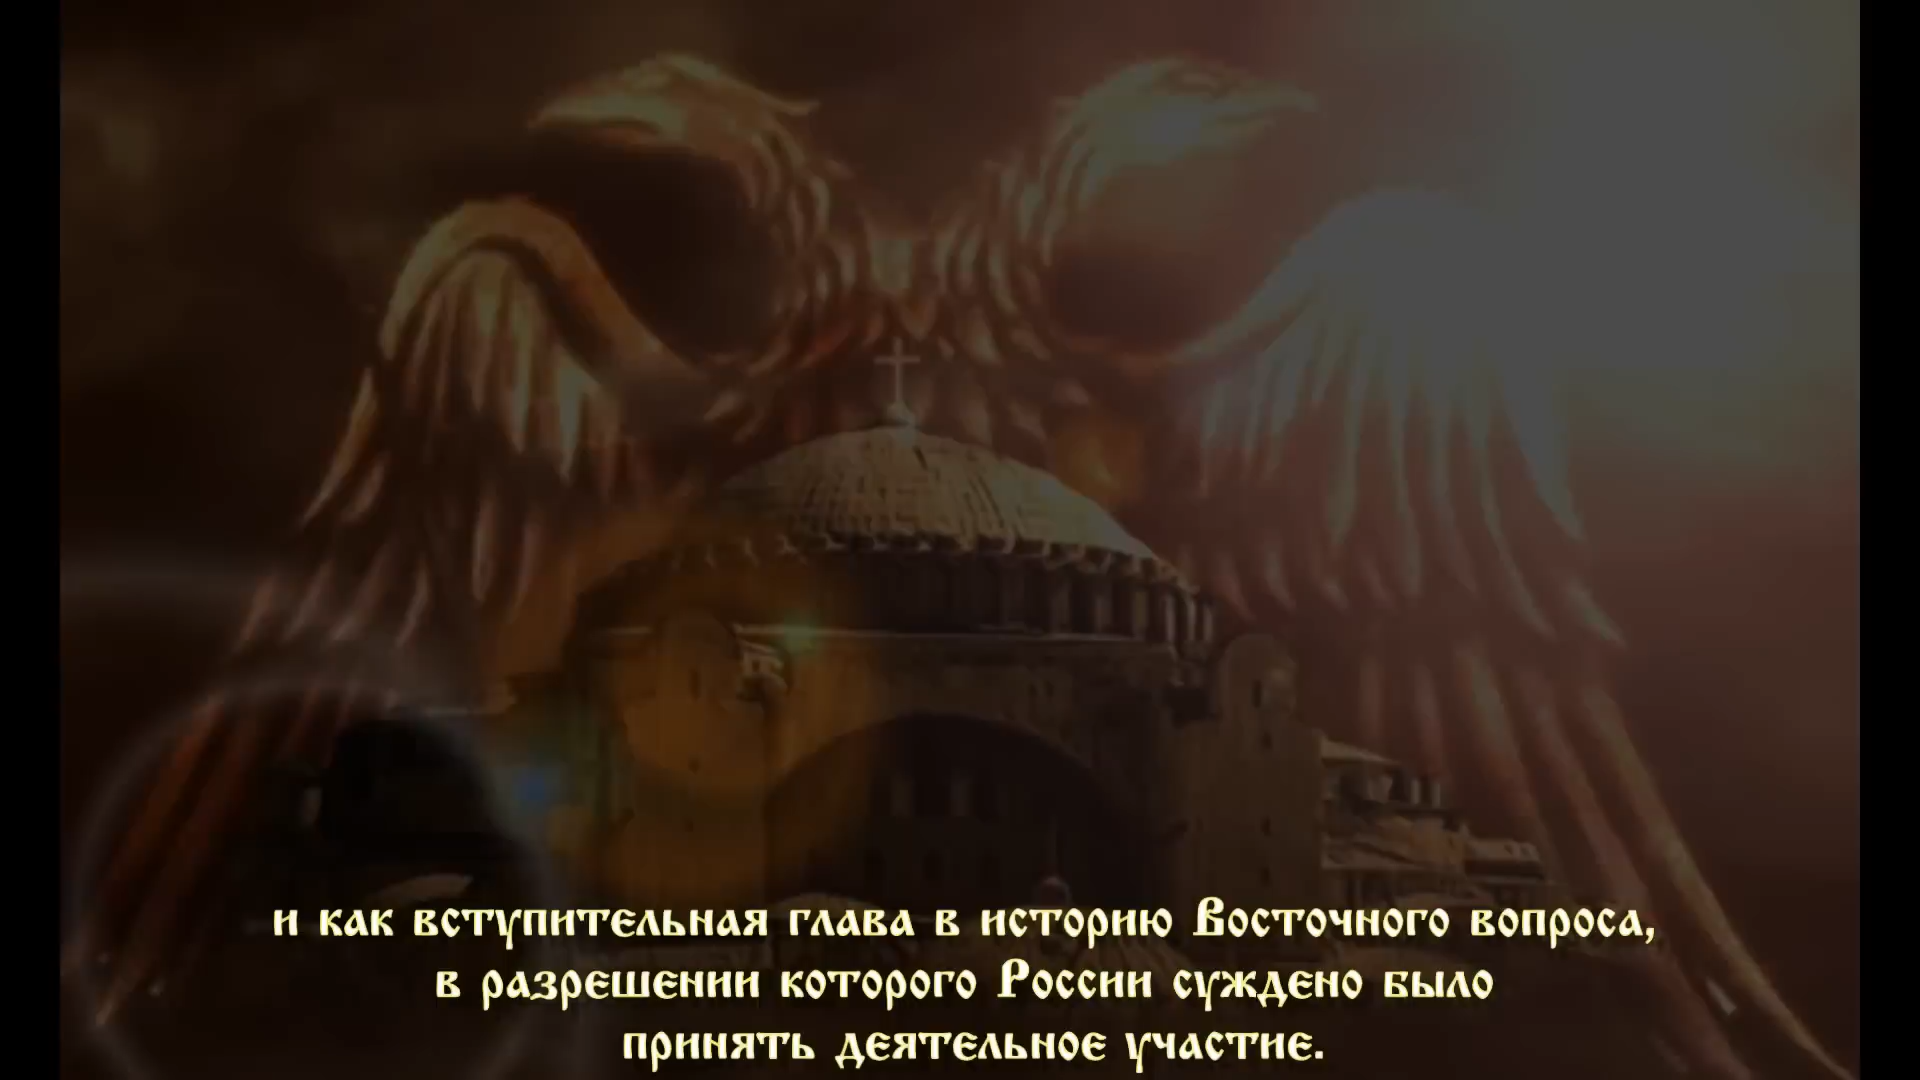 и как вступительная глава в историю Восточного вопроса,
в разрешении которого России суждено было
принять деятельное участие.